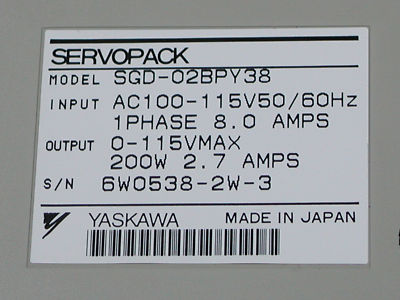 SERVOPACK
MODEL SGD-02BPY38
INPUT AC100-115V50/60Hz
1PHASE 8.0 AMPS
OUTPUT 0-115VMAX
200W 2.7 AMPS
S/N 6W0538-2W-3
YASKAWA MADE IN JAPAN